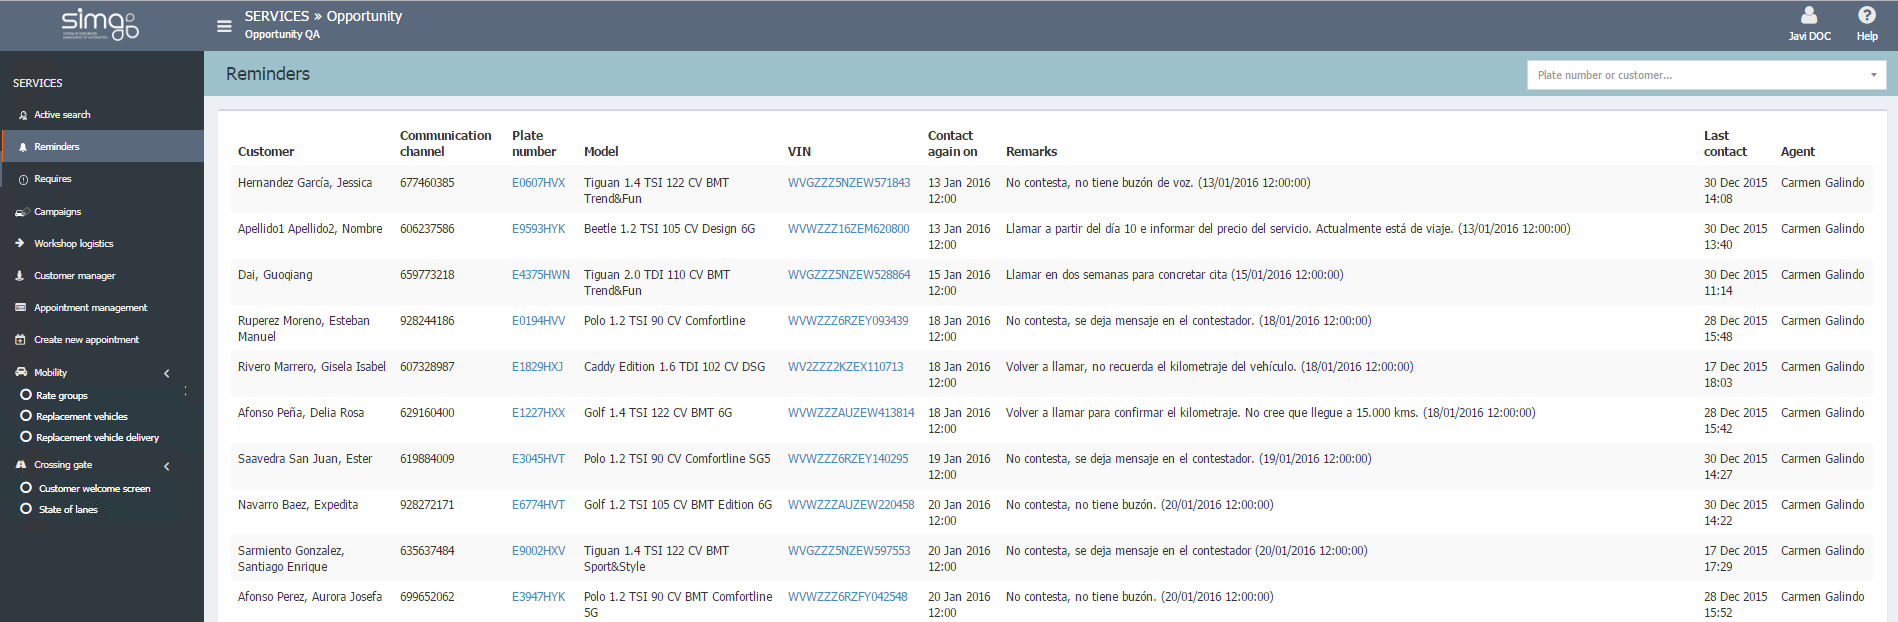 simgo
SERVICES » Opportunity
Opportunity QA
Javi DOC
Help
SERVICES
Active search
Reminders
Requires
Campaigns
Workshop logistics
Customer manager
Appointment management
Create new appointment
Mobility
Rate groups
Replacement vehicles
Replacement vehicle delivery
Crossing gate
Customer welcome screen
State of lanes
Reminders
Plate number or customer...
Customer
Communication
channel
Plate
number
Model
VIN
Contact
again on
Remarks
Last
contact
Agent
Hernandez García, Jessica
677460385
E0607HVX
Tiguan 1.4 TSI 122 CV BMT
Trend&Fun
WVGZZZ5NZEW571843
13 Jan 2016
12:00
No contesta, no tiene buzón de voz. (13/01/2016 12:00:00)
30 Dec 2015
14:08
Carmen Galindo
Apellido1 Apellido2, Nombre
606237586
E9593HYK
Beetle 1.2 TSI 105 CV Design 6G
WVWZZZ16ZEM620800
13 Jan 2016
12:00
Llamar a partir del día 10 e informar del precio del servicio. Actualmente está de viaje. (13/01/2016 12:00:00)
30 Dec 2015
13:40
Carmen Galindo
Dai, Guoqiang
659773218
E4375HWN
Tiguan 2.0 TDI 110 CV BMT
Trend&Fun
WVGZZZ5NZEW528864
15 Jan 2016
12:00
Llamar en dos semanas para concretar cita (15/01/2016 12:00:00)
30 Dec 2015
11:14
Carmen Galindo
Ruperez Moreno, Esteban
Manuel
928244186
E0194HVV
Polo 1.2 TSI 90 CV Comfortline
WVWZZZ6RZEY093439
18 Jan 2016
12:00
No contesta, se deja mensaje en el contestador. (18/01/2016 12:00:00)
28 Dec 2015
15:48
Carmen Galindo
Rivero Marrero, Gisela Isabel
607328987
E1829HXJ
Caddy Edition 1.6 TDI 102 CV DSG
WV2ZZZ2KZEX110713
18 Jan 2016
12:00
Volver a llamar, no recuerda el kilometraje del vehículo. (18/01/2016 12:00:00)
17 Dec 2015
18:03
Carmen Galindo
Afonso Peña, Delia Rosa
629160400
E1227HXX
Golf 1.4 TSI 122 CV BMT 6G
WVWZZZAUZEW413814
18 Jan 2016
12:00
Volver a llamar para confirmar el kilometraje. No cree que llegue a 15.000 kms. (18/01/2016 12:00:00)
28 Dec 2015
15:42
Carmen Galindo
Saavedra San Juan, Ester
619884009
E3045HVT
Polo 1.2 TSI 90 CV Comfortline SG5
WVWZZZ6RZEY140295
19 Jan 2016
12:00
No contesta, se deja mensaje en el contestador. (19/01/2016 12:00:00)
30 Dec 2015
14:27
Carmen Galindo
Navarro Baez, Expedita
928272171
E6774HVT
Golf 1.2 TSI 105 CV BMT Edition 6G
WVWZZZAUZEW220458
20 Jan 2016
12:00
No contesta, no tiene buzón. (20/01/2016 12:00:00)
30 Dec 2015
14:22
Carmen Galindo
Sarmiento Gonzalez,
Santiago Enrique
635637484
E9002HXV
Tiguan 1.4 TSI 122 CV BMT
Sport&Style
WVGZZZ5NZEW597553
20 Jan 2016
12:00
No contesta, se deja mensaje en el contestador (20/01/2016 12:00:00)
17 Dec 2015
17:29
Carmen Galindo
Afonso Perez, Aurora Josefa
699652062
E3947HYK
Polo 1.2 TSI 90 CV BMT Comfortline
5G
WVWZZZ6RZFY042548
20 Jan 2016
12:00
No contesta, no tiene buzón. (20/01/2016 12:00:00)
28 Dec 2015
15:52
Carmen Galindo